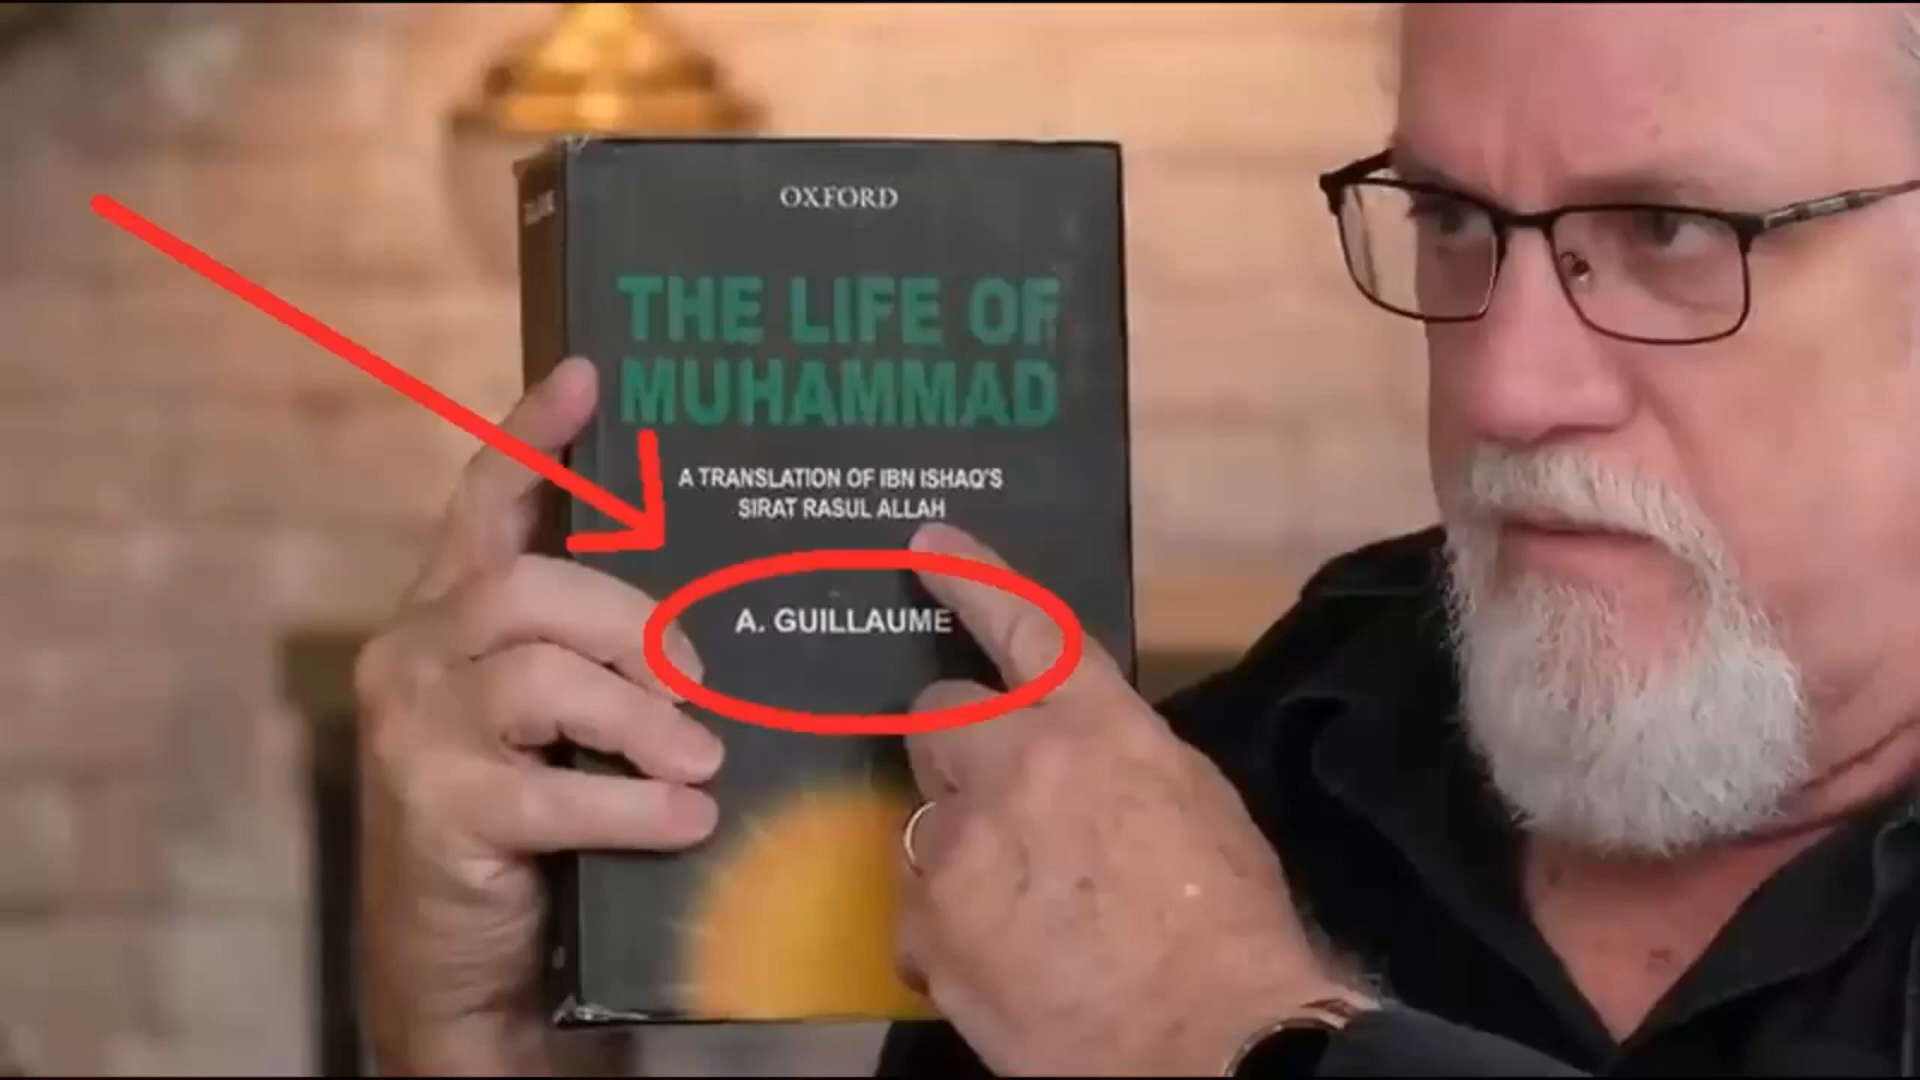 OXFORD
THE LIFE OF
MUHAMMAD
A TRANSLATION OF IBN ISHAQ'S
SIRAT RASUL ALLAH
A. GUILLAUME